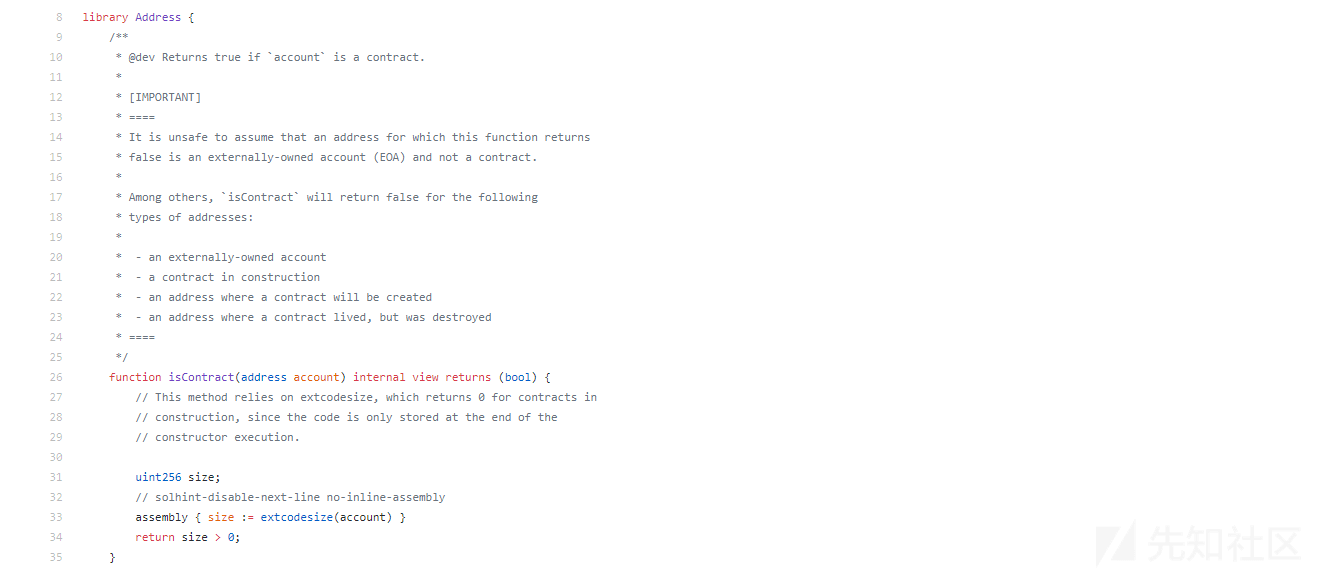 8 library Address {
9 /**
10 * @dev Returns true if `account` is a contract.
11 *
12 * [IMPORTANT]
13 * ====
14 * It is unsafe to assume that an address for which this function returns
15 * false is an externally-owned account (EOA) and not a contract.
16 *
17 * Among others, `isContract` will return false for the following
18 * types of addresses:
19 *
20 *  - an externally-owned account
21 *  - a contract in construction
22 *  - an address where a contract will be created
23 *  - an address where a contract lived, but was destroyed
24 * ====
25 */
26 function isContract(address account) internal view returns (bool) {
27 // This method relies on extcodesize, which returns 0 for contracts in
28 // construction, since the code is only stored at the end of the
29 // constructor execution.
30
31 uint256 size;
32 // solhint-disable-next-line no-inline-assembly
33 assembly { size := extcodesize(account) }
34 return size > 0;
35 }
先知社区